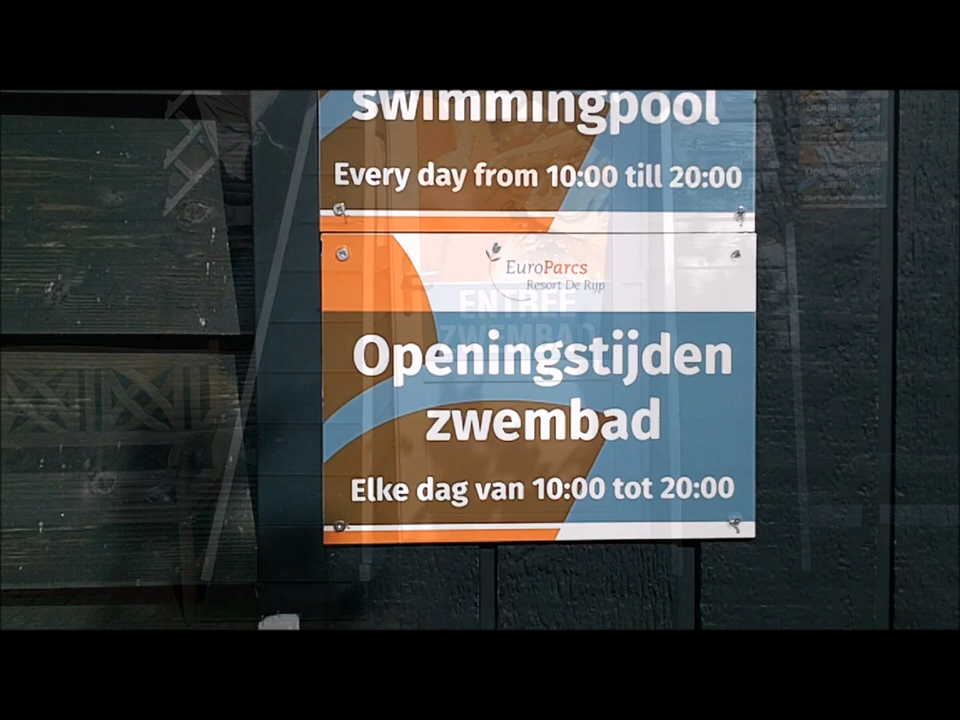 swimmingpool
Every day from 10:00 till 20:00
EuroParcs
Resort De Rijp
ENTREE
ZWEMBAD
Openingstijden
zwembad
Elke dag van 10:00 tot 20:00